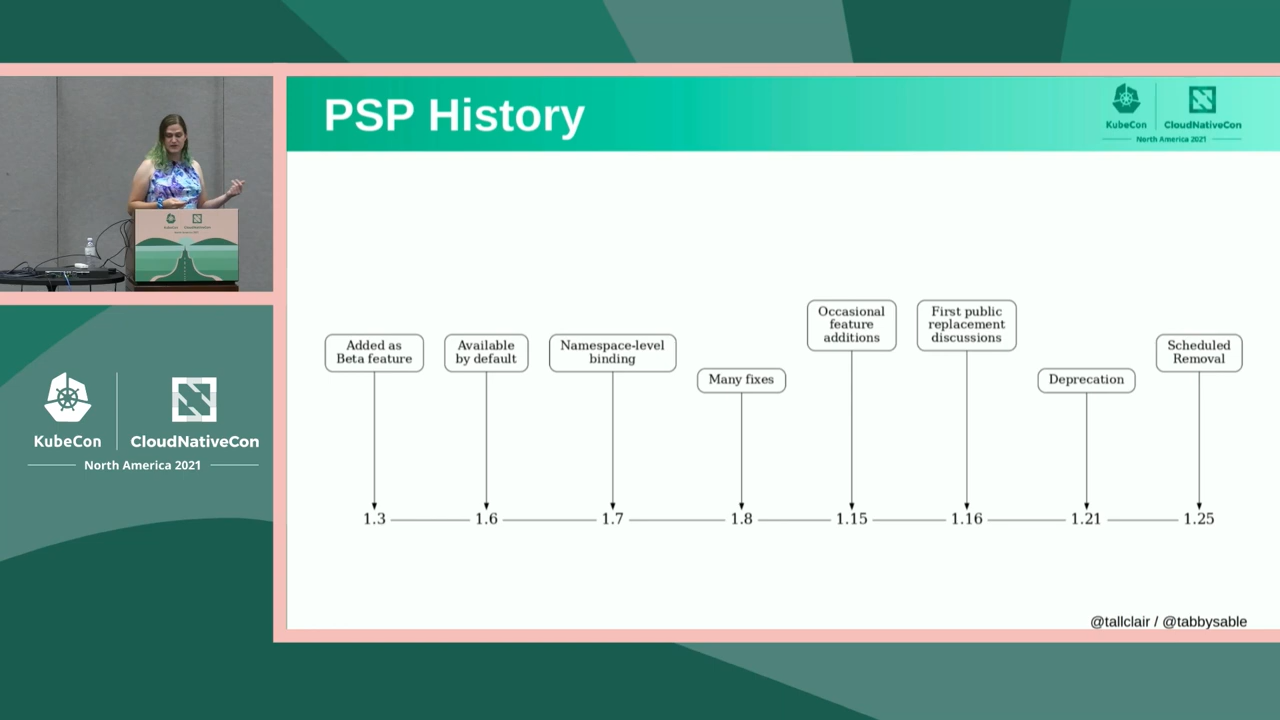 PSP History
KubeCon
CloudNativeCon
North America 2021
Added as
Beta feature
Available
by default
Namespace-level
binding
Many fixes
Occasional
feature
additions
First public
replacement
discussions
Deprecation
Scheduled
Removal
1.3
1.6
1.7
1.8
1.15
1.16
1.21
1.25
@tallclair / @tabbysable
KubeCon
CloudNativeCon
North America 2021